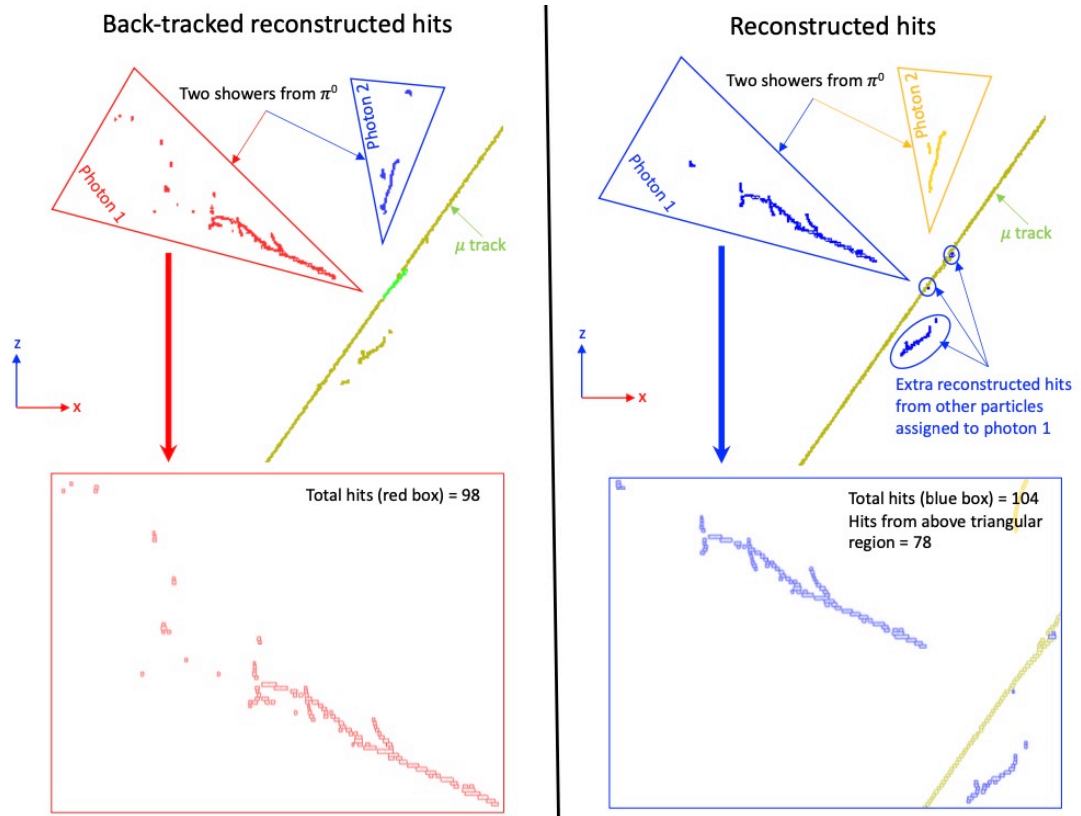 Back-tracked reconstructed hits
Two showers from π⁰
Photon 1
Photon 2
μ track
z
x
Total hits (red box) = 98
Reconstructed hits
Two showers from π⁰
Photon 1
Photon 2
μ track
z
x
Extra reconstructed hits
from other particles
assigned to photon 1
Total hits (blue box) = 104
Hits from above triangular
region = 78